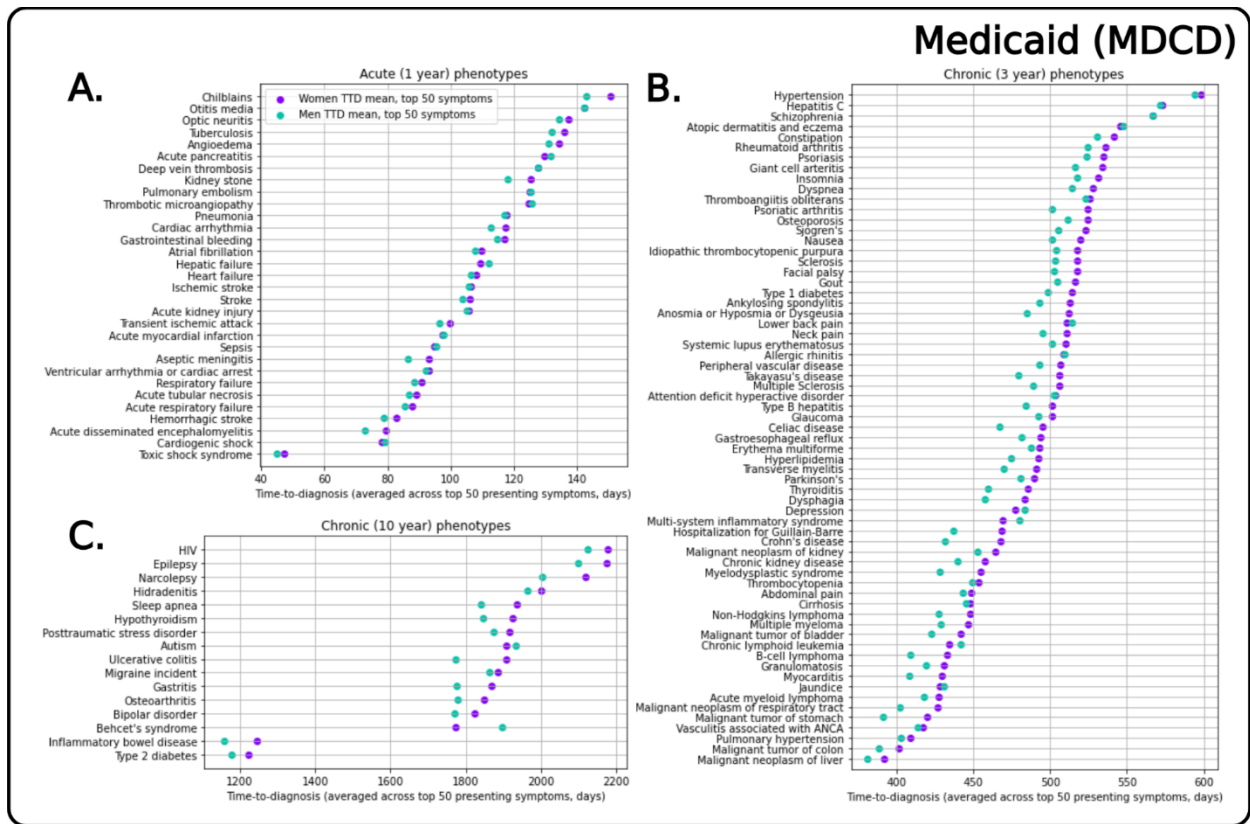 Medicaid (MDCD)
A.
Acute (1 year) phenotypes
Women TTD mean, top 50 symptoms
Men TTD mean, top 50 symptoms
Chilblains
Otitis media
Optic neuritis
Tuberculosis
Angioedema
Acute pancreatitis
Deep vein thrombosis
Kidney stone
Pulmonary embolism
Thrombotic microangiopathy
Pneumonia
Cardiac arrhythmia
Gastrointestinal bleeding
Atrial fibrillation
Hepatic failure
Heart failure
Ischemic stroke
Stroke
Acute kidney injury
Transient ischemic attack
Acute myocardial infarction
Sepsis
Aseptic meningitis
Ventricular arrhythmia or cardiac arrest
Respiratory failure
Acute tubular necrosis
Acute respiratory failure
Hemorrhagic stroke
Acute disseminated encephalomyelitis
Cardiogenic shock
Toxic shock syndrome
40 60 80 100 120 140
Time-to-diagnosis (averaged across top 50 presenting symptoms, days)
B.
Chronic (3 year) phenotypes
Hypertension
Hepatitis C
Schizophrenia
Atopic dermatitis and eczema
Constipation
Rheumatoid arthritis
Psoriasis
Giant cell arteritis
Insomnia
Dyspnea
Thromboangiitis obliterans
Psoriatic arthritis
Osteoporosis
Sjogren's
Nausea
Idiopathic thrombocytopenic purpura
Sclerosis
Facial palsy
Gout
Type 1 diabetes
Ankylosing spondylitis
Anosmia or Hyposmia or Dysgeusia
Lower back pain
Neck pain
Systemic lupus erythematosus
Allergic rhinitis
Peripheral vascular disease
Takayasu's disease
Multiple Sclerosis
Attention deficit hyperactive disorder
Type B hepatitis
Glaucoma
Celiac disease
Gastroesophageal reflux
Erythema multiforme
Hyperlipidemia
Transverse myelitis
Parkinson's
Thyroiditis
Dysphagia
Depression
Multi-system inflammatory syndrome
Hospitalization for Guillain-Barre
Crohn's disease
Malignant neoplasm of kidney
Chronic kidney disease
Myelodysplastic syndrome
Thrombocytopenia
Abdominal pain
Cirrhosis
Non-Hodgkins lymphoma
Multiple myeloma
Malignant tumor of bladder
Chronic lymphoid leukemia
B-cell lymphoma
Granulomatosis
Myocarditis
Jaundice
Acute myeloid lymphoma
Malignant neoplasm of respiratory tract
Malignant tumor of stomach
Vasculitis associated with ANCA
Pulmonary hypertension
Malignant tumor of colon
Malignant neoplasm of liver
400 450 500 550 600
Time-to-diagnosis (averaged across top 50 presenting symptoms, days)
C.
Chronic (10 year) phenotypes
HIV
Epilepsy
Narcolepsy
Hidradenitis
Sleep apnea
Hypothyroidism
Posttraumatic stress disorder
Autism
Ulcerative colitis
Migraine incident
Gastritis
Osteoarthritis
Bipolar disorder
Behcet's syndrome
Inflammatory bowel disease
Type 2 diabetes
1200 1400 1600 1800 2000 2200
Time-to-diagnosis (averaged across top 50 presenting symptoms, days)